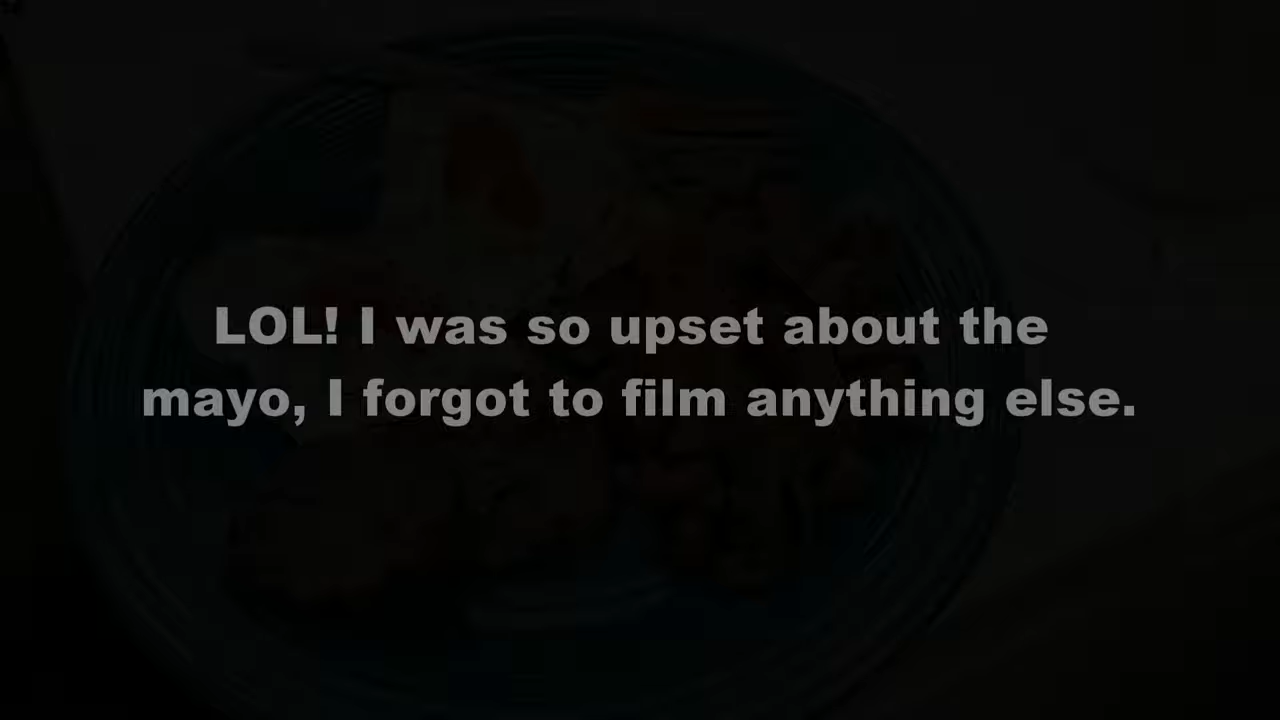 LOL! I was so upset about the
mayo, I forgot to film anything else.